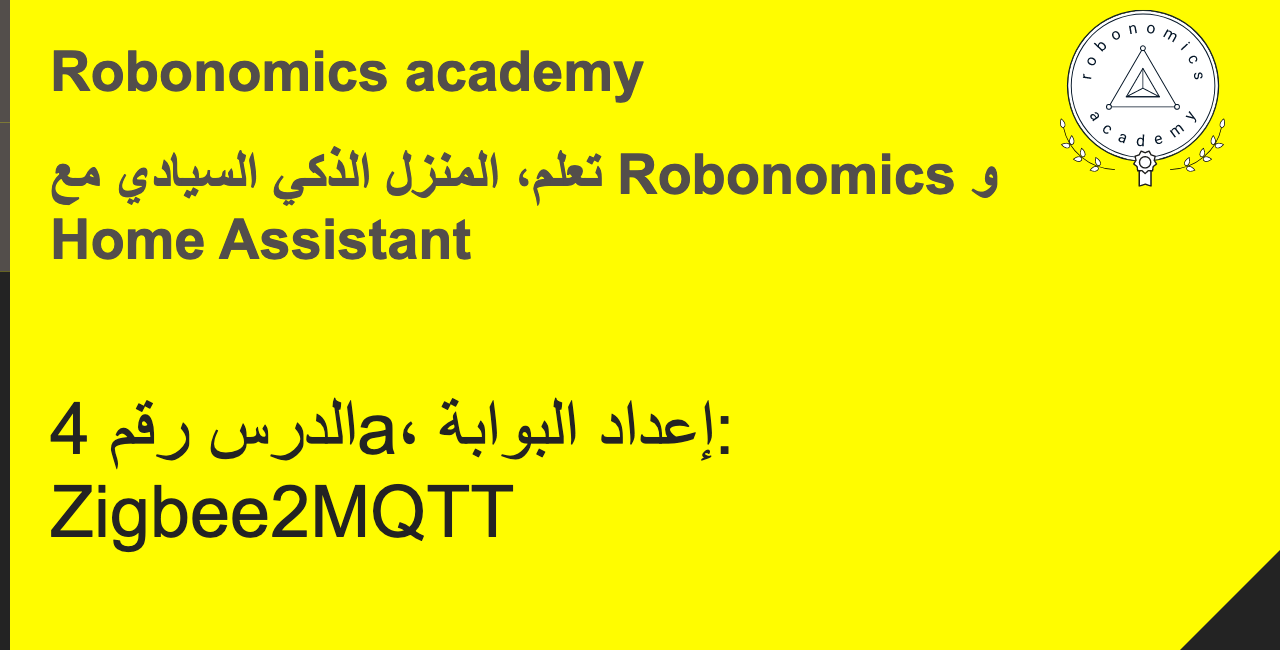 Robonomics academy
تعلم، المنزل الذكي السيادي مع Robonomics و
Home Assistant
الدرس رقم 4a، إعداد البوابة:
Zigbee2MQTT
robonomics
academy